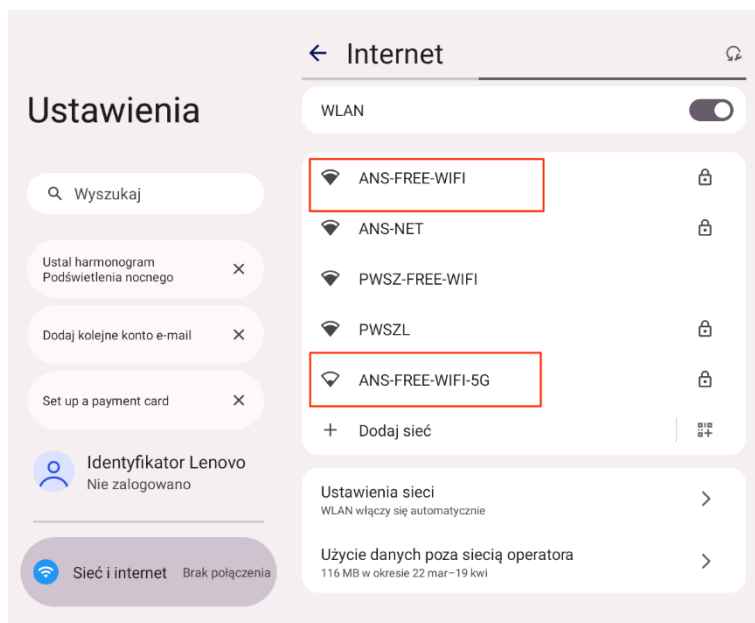 Ustawienia
Wyszukaj
Ustal harmonogram
Podświetlenia nocnego
Dodaj kolejne konto e-mail
Set up a payment card
Identyfikator Lenovo
Nie zalogowano
Sieć i internet Brak połączenia
Internet
WLAN
ANS-FREE-WIFI
ANS-NET
PWSZ-FREE-WIFI
PWSZL
ANS-FREE-WIFI-5G
Dodaj sieć
Ustawienia sieci
WLAN włączy się automatycznie
Użycie danych poza siecią operatora
116 MB w okresie 22 mar–19 kwi